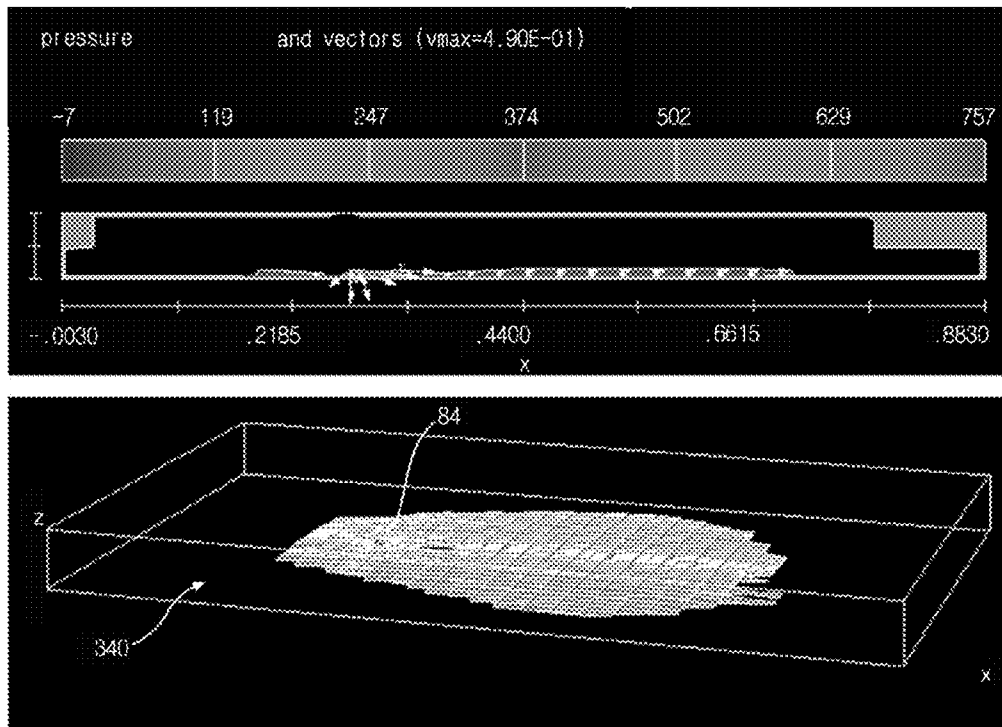 pressure and vectors (vmax=4.90E-01)
-7 119 247 374 502 629 757
-.0030 .2185 .4400 .6615 .8830
x
84
z
340
x